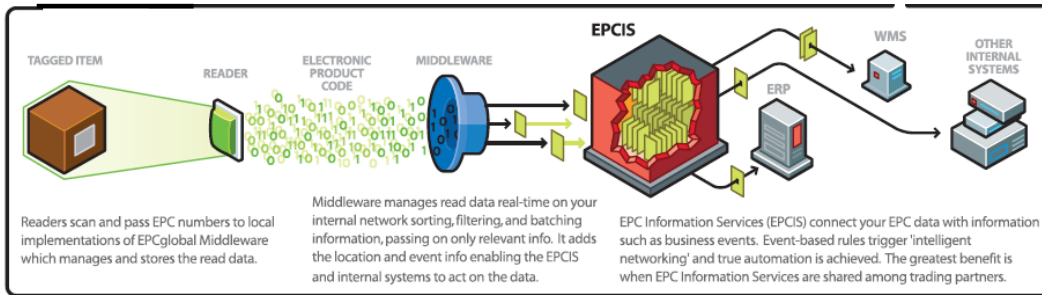 EPCIS
WMS
OTHER
INTERNAL
SYSTEMS
TAGGED ITEM
READER
ELECTRONIC
PRODUCT
CODE
MIDDLEWARE
ERP
Readers scan and pass EPC numbers to local
implementations of EPCglobal Middleware
which manages and stores the read data.
Middleware manages read data real-time on your
internal network sorting, filtering, and batching
information, passing on only relevant info. It adds
the location and event info enabling the EPCIS
and internal systems to act on the data.
EPC Information Services (EPCIS) connect your EPC data with information
such as business events. Event-based rules trigger 'intelligent
networking' and true automation is achieved. The greatest benefit is
when EPC Information Services are shared among trading partners.